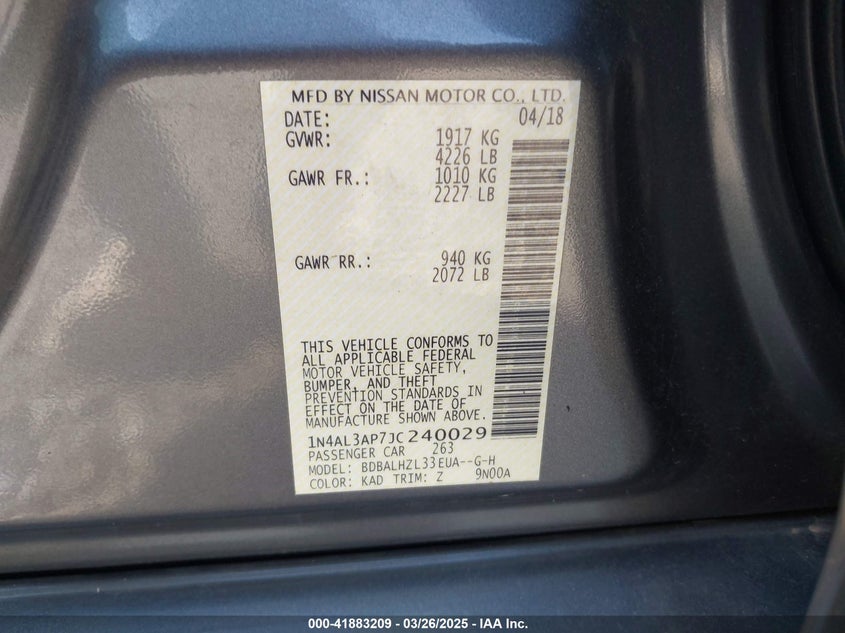 MFD BY NISSAN MOTOR CO., LTD.
DATE: 04/18
GVWR: 1917 KG
4226 LB
GAWR FR.: 1010 KG
2227 LB
GAWR RR.: 940 KG
2072 LB
THIS VEHICLE CONFORMS TO
ALL APPLICABLE FEDERAL
MOTOR VEHICLE SAFETY,
BUMPER, AND THEFT
PREVENTION STANDARDS IN
EFFECT ON THE DATE OF
MANUFACTURE SHOWN ABOVE.
1N4AL3AP7JC240029
PASSENGER CAR 263
MODEL: BDBALHZL33EUA--G-H
COLOR: KAD TRIM: Z 9N00A
000-41883209 - 03/26/2025 - IAA Inc.